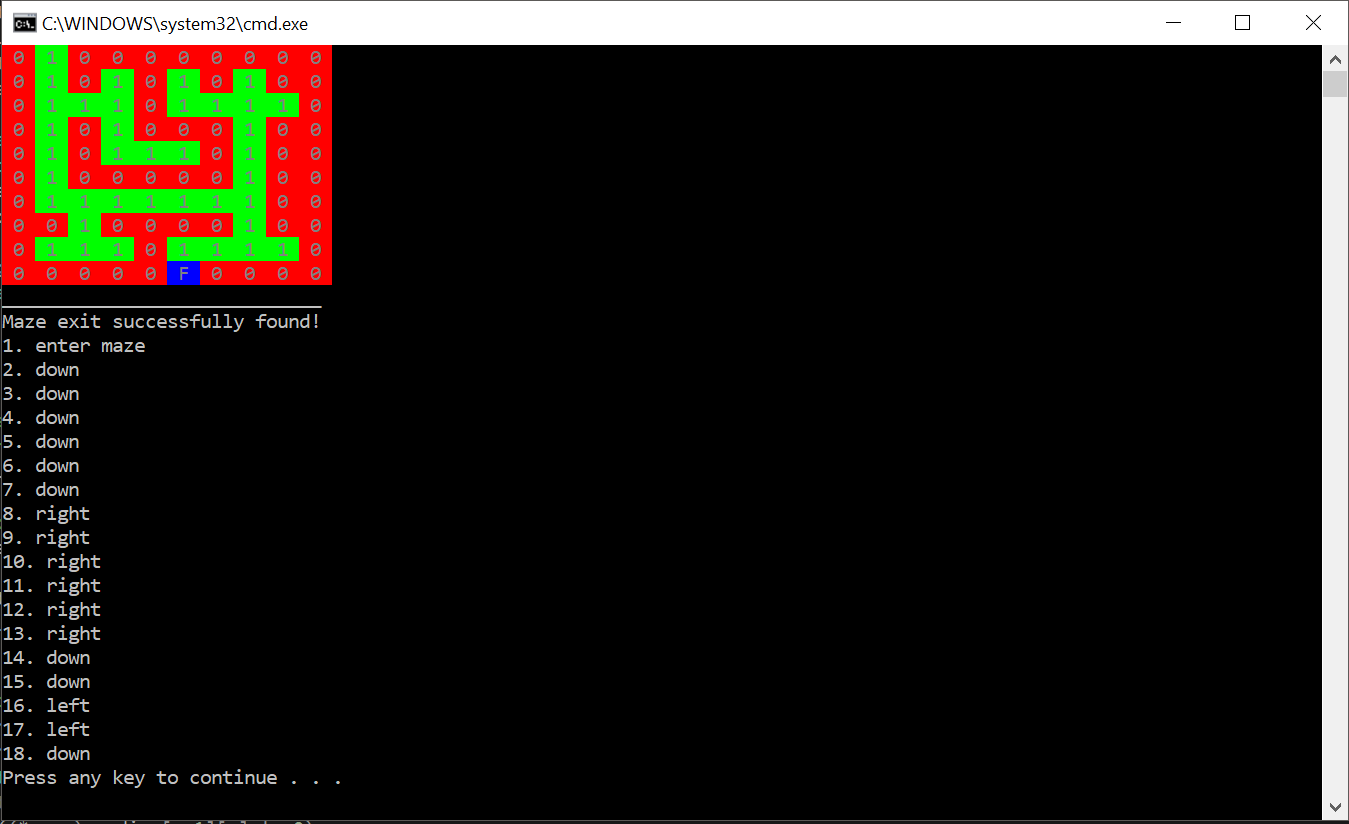 C:\WINDOWS\system32\cmd.exe
0 1 0 0 0 0 0 0 0 0
0 1 0 1 0 1 0 1 0 0
0 1 1 1 0 1 1 1 1 0
0 1 0 1 0 0 0 1 0 0
0 1 0 1 1 1 0 1 0 0
0 1 0 0 0 0 0 1 0 0
0 1 1 1 1 1 1 1 0 0
0 0 1 0 0 0 0 1 0 0
0 1 1 1 0 1 1 1 1 0
0 0 0 0 0 F 0 0 0 0
Maze exit successfully found!
1. enter maze
2. down
3. down
4. down
5. down
6. down
7. down
8. right
9. right
10. right
11. right
12. right
13. right
14. down
15. down
16. left
17. left
18. down
Press any key to continue . . .